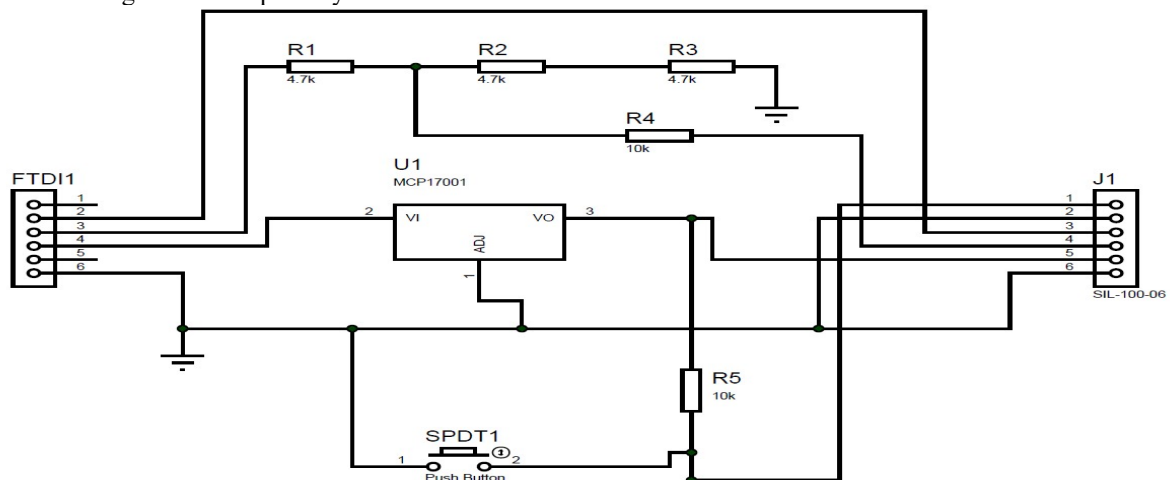 R1
4.7k
R2
4.7k
R3
4.7k
R4
10k
U1
MCP17001
FTDI1
1
2
3
4
5
6
2
VI
VO
3
ADJ
1
J1
1
2
3
4
5
6
SIL-100-06
R5
10k
SPDT1
1
2
Push Button